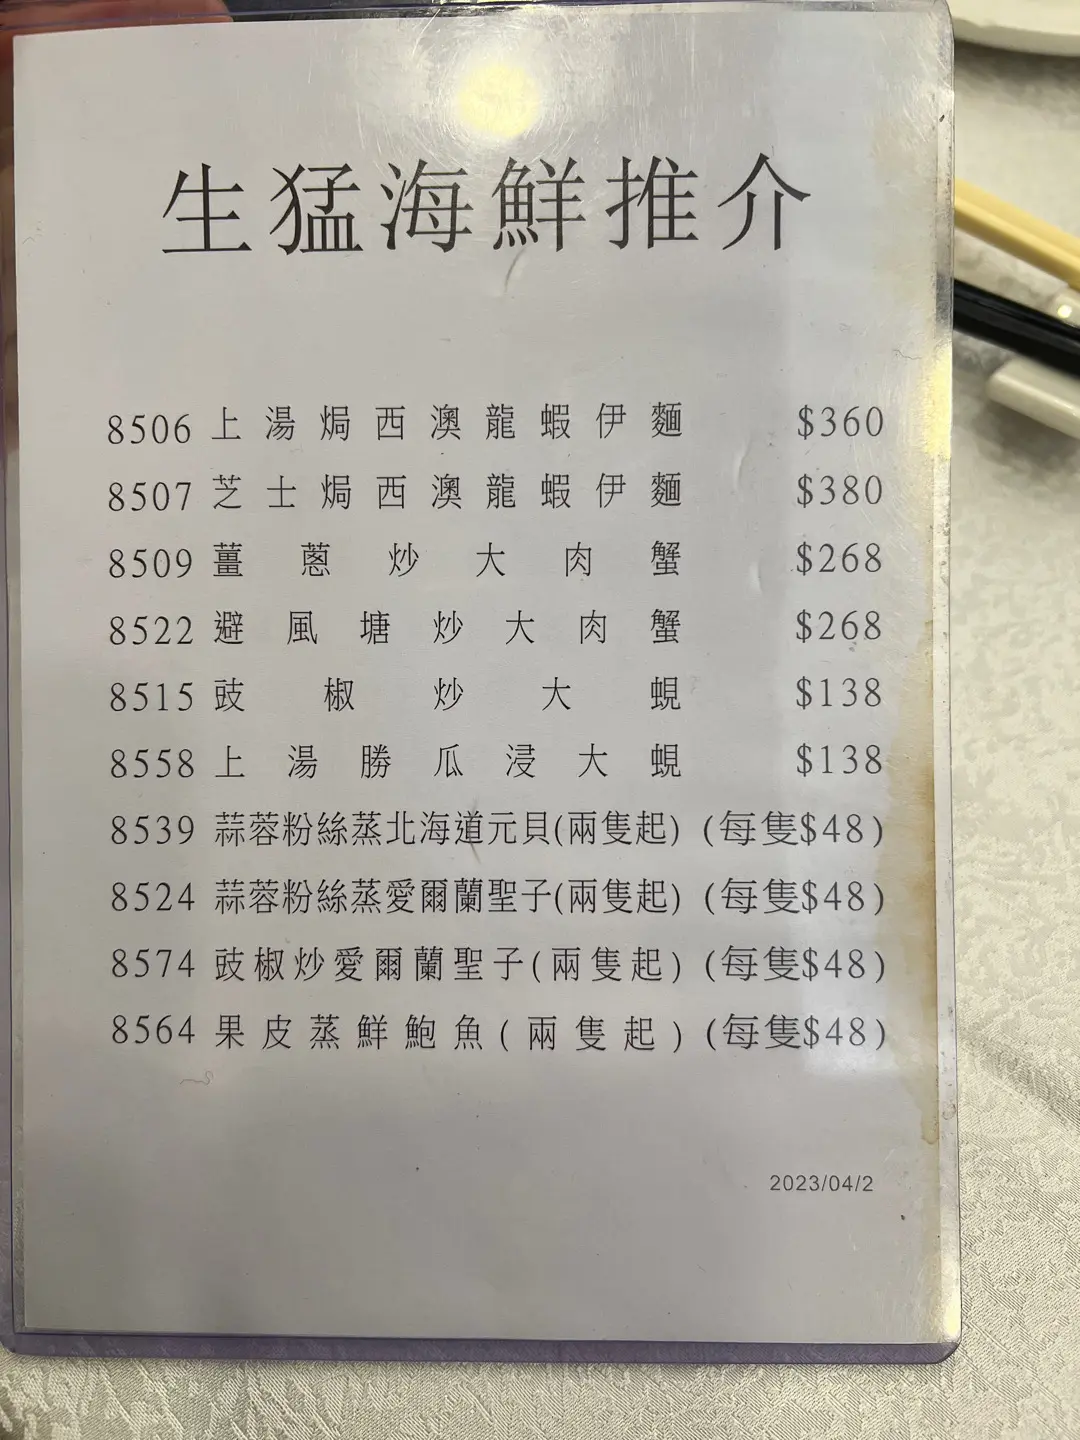 生猛海鮮推介
8506 上湯焗西澳龍蝦伊麵 $360
8507 芝士焗西澳龍蝦伊麵 $380
8509 薑蔥炒大肉蟹 $268
8522 避風塘炒大肉蟹 $268
8515 豉椒炒大蜆 $138
8558 上湯勝瓜浸大蜆 $138
8539 蒜蓉粉絲蒸北海道元貝(兩隻起) (每隻$48)
8524 蒜蓉粉絲蒸愛爾蘭聖子(兩隻起) (每隻$48)
8574 豉椒炒愛爾蘭聖子(兩隻起) (每隻$48)
8564 果皮蒸鮮鮑魚(兩隻起) (每隻$48)
2023/04/2